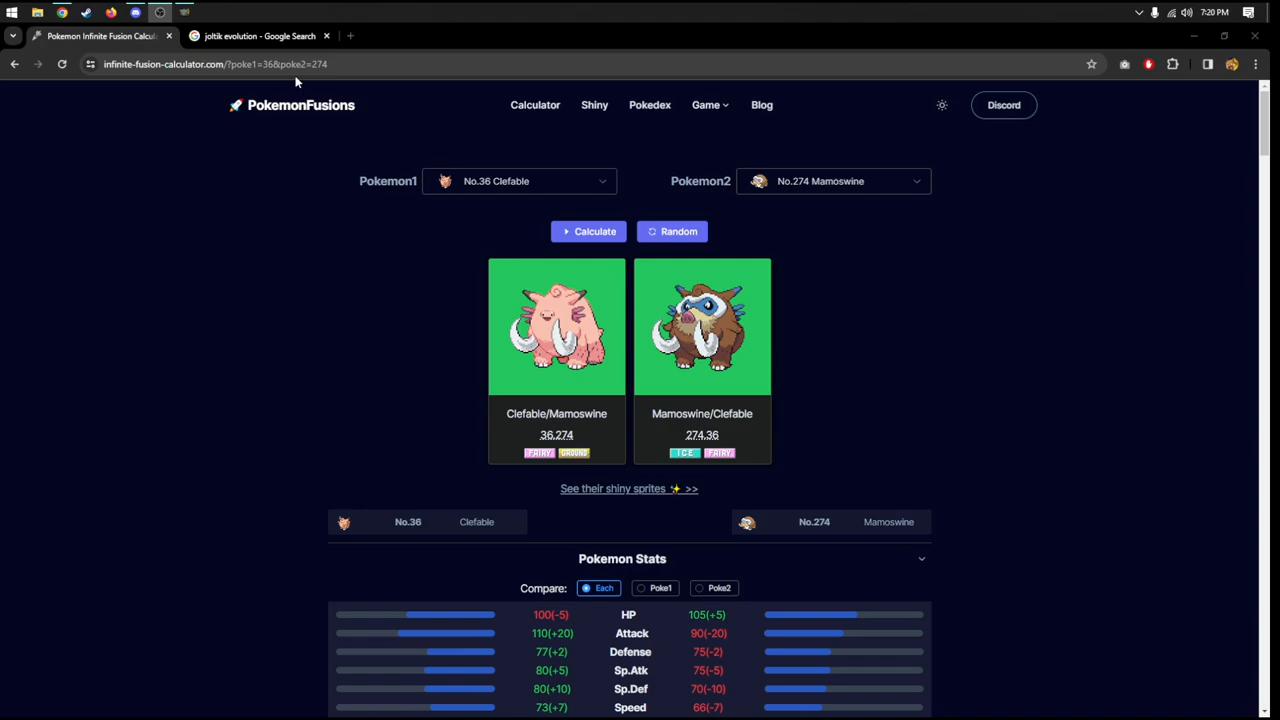 7:20 PM
Pokemon Infinite Fusion Calcul
joltik evolution - Google Search
infinite-fusion-calculator.com/?poke1=36&poke2=274
PokemonFusions
Calculator
Shiny
Pokedex
Game
Blog
Discord
Pokemon1
No.36 Clefable
Pokemon2
No.274 Mamoswine
Calculate
Random
Clefable/Mamoswine
36.274
FAIRY
GROUND
Mamoswine/Clefable
274.36
ICE
FAIRY
See their shiny sprites ✨ >>
No.36 Clefable
No.274 Mamoswine
Pokemon Stats
Compare: Each Poke1 Poke2
100(-5) HP 105(+5)
110(+20) Attack 90(-20)
77(+2) Defense 75(-2)
80(+5) Sp.Atk 75(-5)
80(+10) Sp.Def 70(-10)
73(+7) Speed 66(-7)